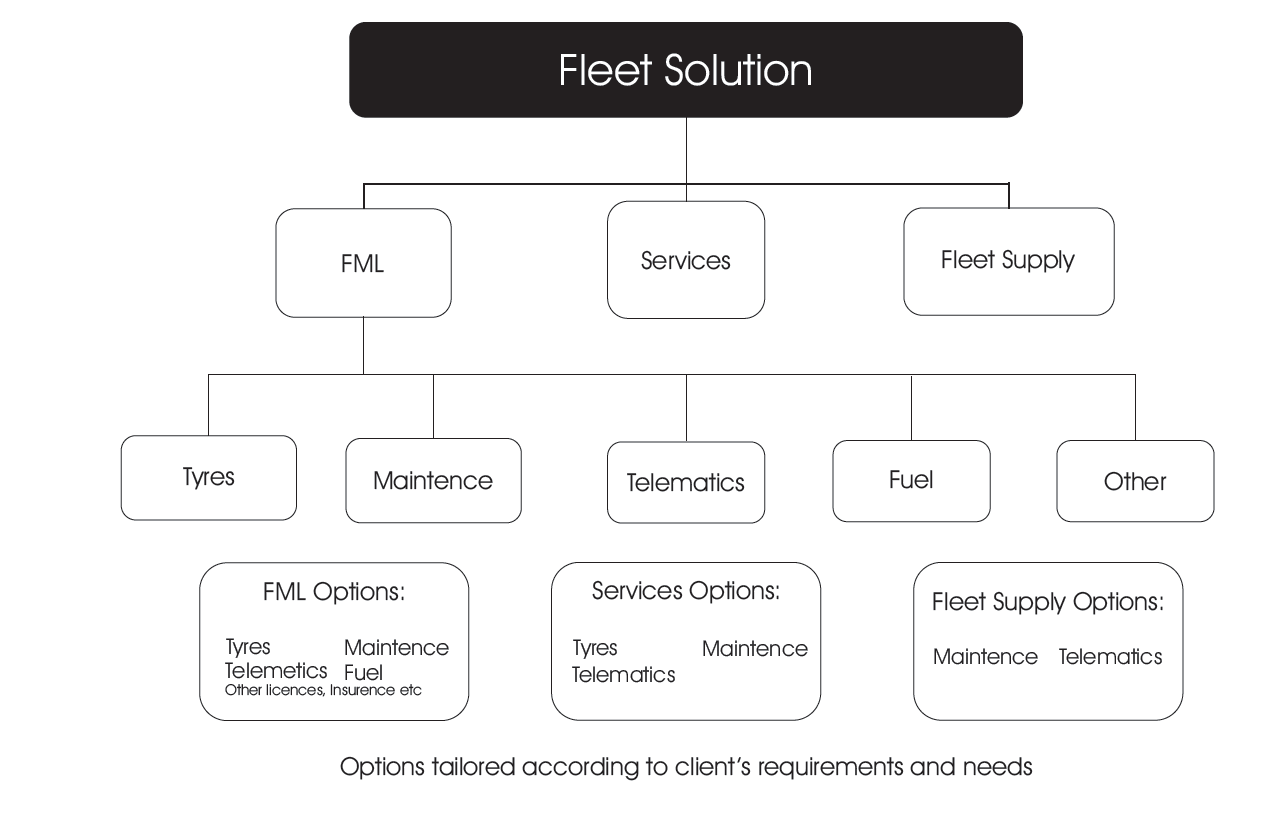 Fleet Solution
FML
Services
Fleet Supply
Tyres
Maintence
Telematics
Fuel
Other
FML Options:
Tyres Maintence
Telemetics Fuel
Other licences, Insurence etc
Services Options:
Tyres Maintence
Telematics
Fleet Supply Options:
Maintence Telematics
Options tailored according to client's requirements and needs